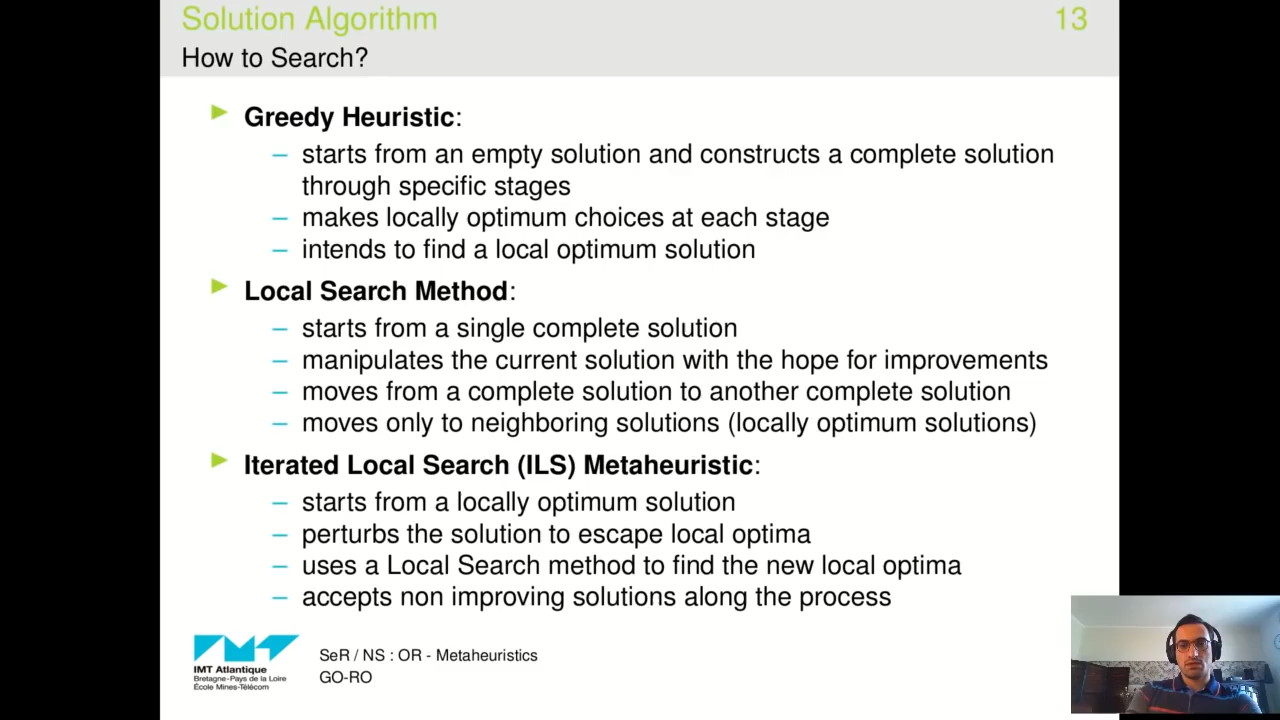 Solution Algorithm
13
How to Search?
Greedy Heuristic:
– starts from an empty solution and constructs a complete solution
through specific stages
– makes locally optimum choices at each stage
– intends to find a local optimum solution
Local Search Method:
– starts from a single complete solution
– manipulates the current solution with the hope for improvements
– moves from a complete solution to another complete solution
– moves only to neighboring solutions (locally optimum solutions)
Iterated Local Search (ILS) Metaheuristic:
– starts from a locally optimum solution
– perturbs the solution to escape local optima
– uses a Local Search method to find the new local optima
– accepts non improving solutions along the process
IMT Atlantique
Bretagne-Pays de la Loire
École Mines-Télécom
SeR / NS : OR - Metaheuristics
GO-RO